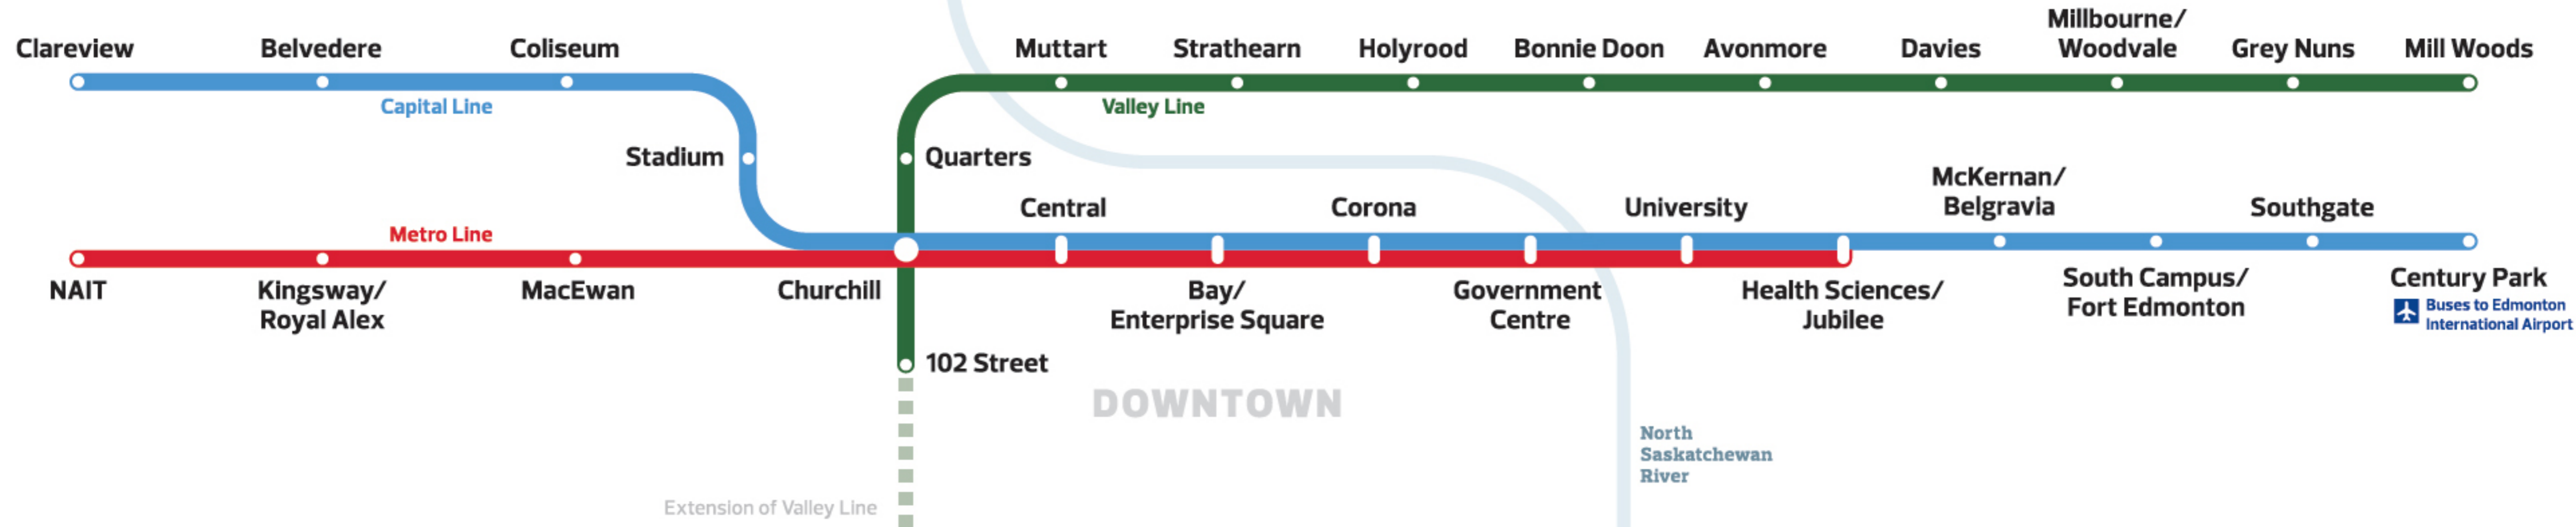 Clareview
Belvedere
Coliseum
Capital Line
Stadium
Muttart
Strathearn
Holyrood
Bonnie Doon
Avonmore
Davies
Millbourne/
Woodvale
Grey Nuns
Mill Woods
Valley Line
Quarters
Metro Line
NAIT
Kingsway/
Royal Alex
MacEwan
Churchill
Central
Bay/
Enterprise Square
Corona
Government
Centre
University
Health Sciences/
Jubilee
McKernan/
Belgravia
South Campus/
Fort Edmonton
Southgate
Century Park
Buses to Edmonton
International Airport
102 Street
DOWNTOWN
North
Saskatchewan
River
Extension of Valley Line